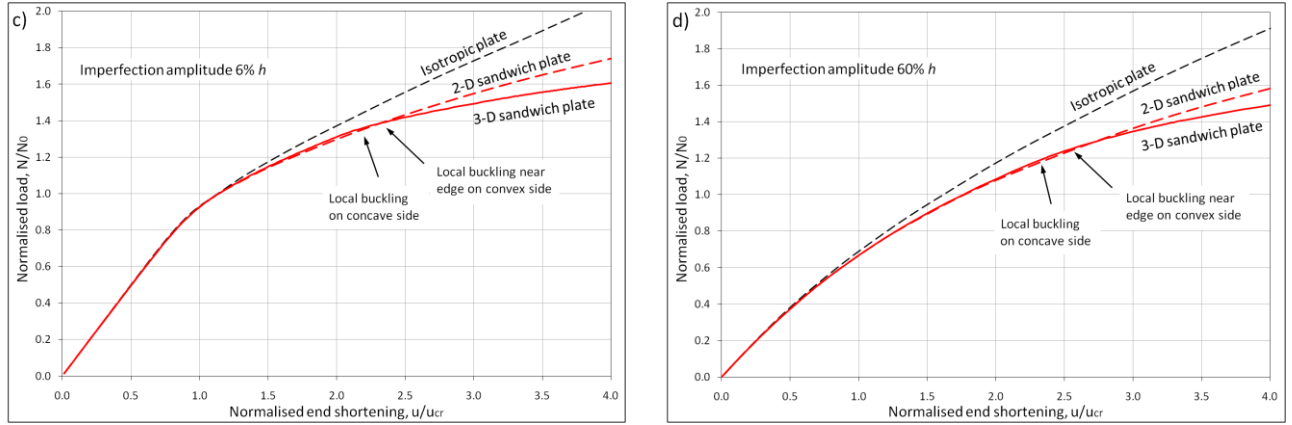 c)
Imperfection amplitude 6% h
Isotropic plate
2-D sandwich plate
3-D sandwich plate
Local buckling
on concave side
Local buckling near
edge on convex side
Normalised load, N/N0
2.0
1.8
1.6
1.4
1.2
1.0
0.8
0.6
0.4
0.2
0.0
0.0 0.5 1.0 1.5 2.0 2.5 3.0 3.5 4.0
Normalised end shortening, u/ucr
d)
Imperfection amplitude 60% h
Isotropic plate
2-D sandwich plate
3-D sandwich plate
Local buckling
on concave side
Local buckling near
edge on convex side
Normalised load, N/N0
2.0
1.8
1.6
1.4
1.2
1.0
0.8
0.6
0.4
0.2
0.0
0.0 0.5 1.0 1.5 2.0 2.5 3.0 3.5 4.0
Normalised end shortening, u/ucr